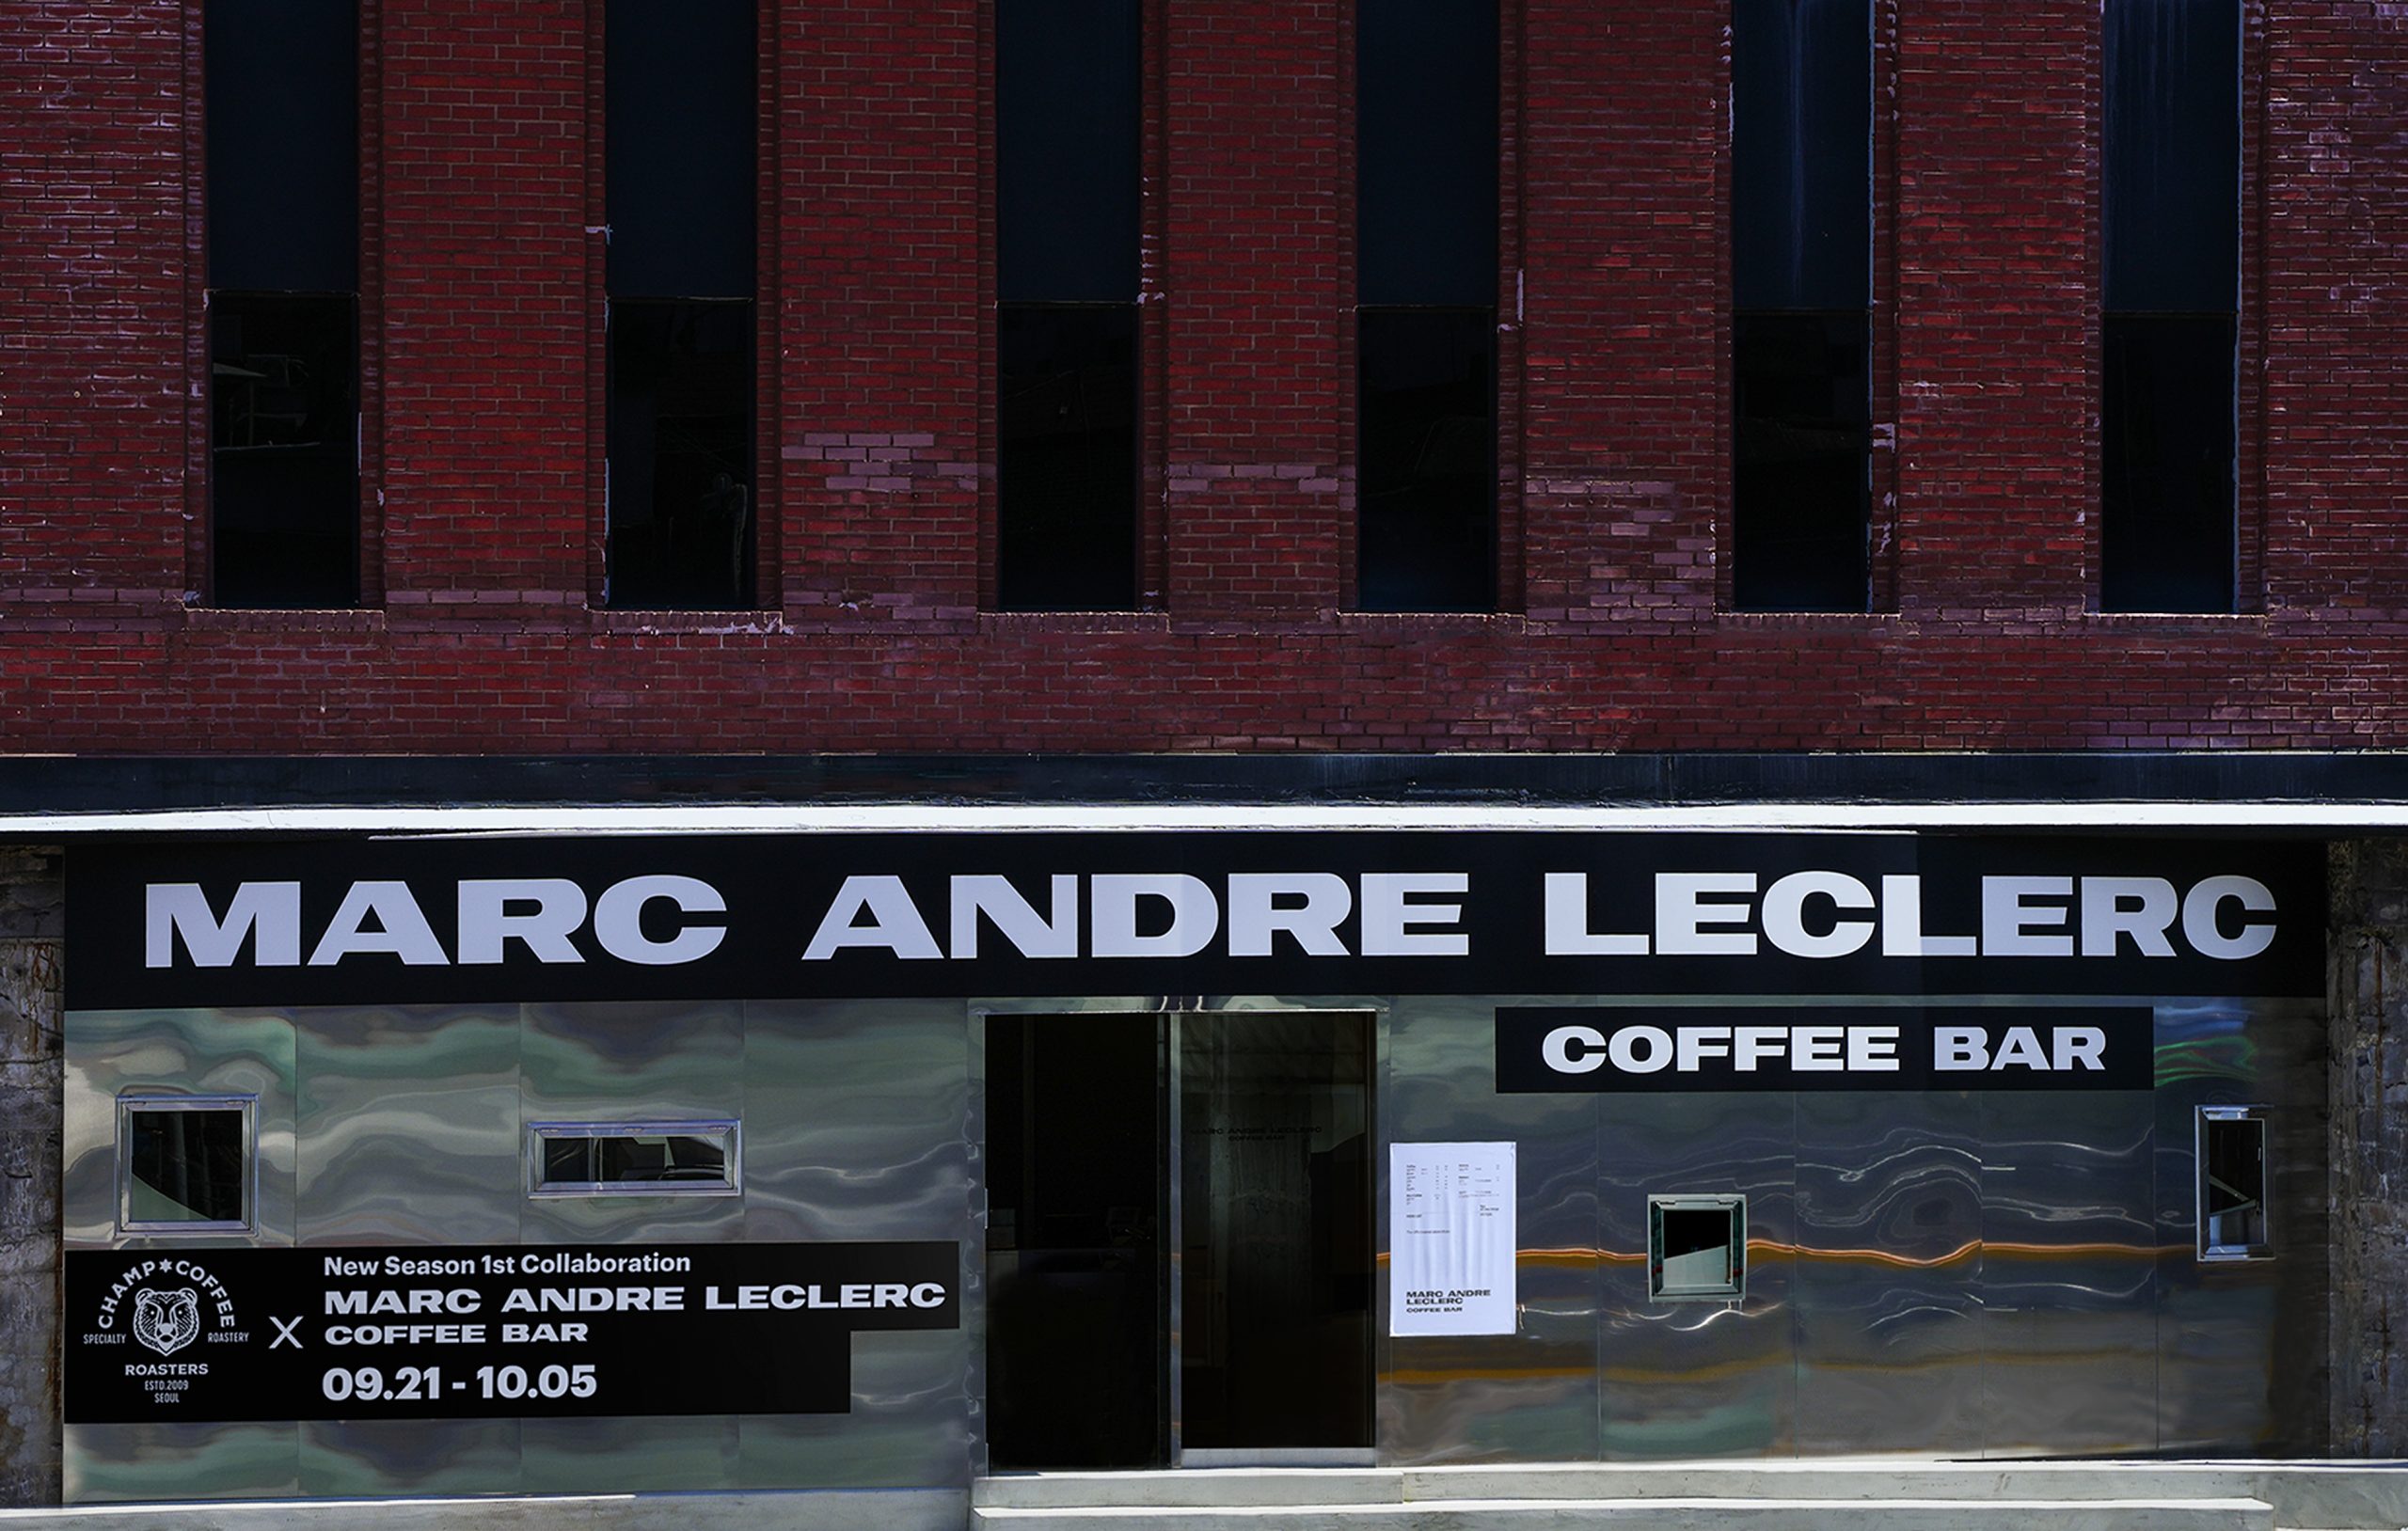 MARC ANDRE LECLERC
COFFEE BAR
CHAMP COFFEE
SPECIALTY ROASTERY
ROASTERS
ESTD.2009
SEOUL
X
New Season 1st Collaboration
MARC ANDRE LECLERC
COFFEE BAR
09.21 - 10.05
MARC ANDRE LECLERC
COFFEE BAR
MARC ANDRE
LECLERC
COFFEE BAR